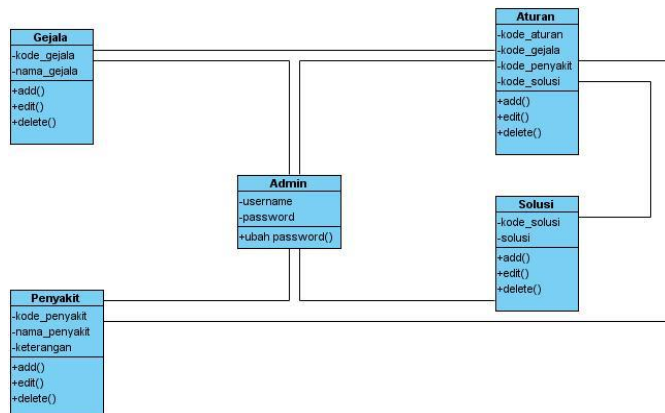 Gejala
-kode_gejala
-nama_gejala
+add()
+edit()
+delete()
Aturan
-kode_aturan
-kode_gejala
-kode_penyakit
-kode_solusi
+add()
+edit()
+delete()
Admin
-username
-password
+ubah password()
Solusi
-kode_solusi
-solusi
+add()
+edit()
+delete()
Penyakit
-kode_penyakit
-nama_penyakit
-keterangan
+add()
+edit()
+delete()